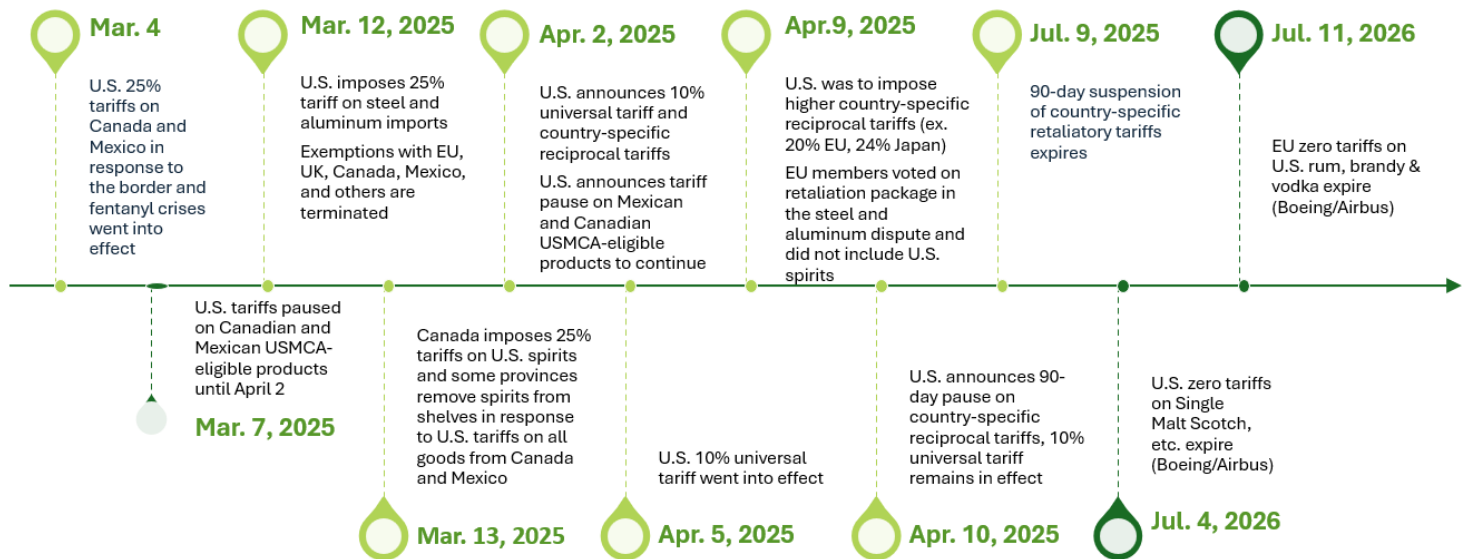 Mar. 4
U.S. 25%
tariffs on
Canada and
Mexico in
response to
the border and
fentanyl crises
went into
effect
U.S. tariffs paused
on Canadian and
Mexican USMCA-
eligible products
until April 2
Mar. 7, 2025
Mar. 12, 2025
U.S. imposes 25%
tariff on steel and
aluminum imports
Exemptions with EU,
UK, Canada, Mexico,
and others are
terminated
Canada imposes 25%
tariffs on U.S. spirits
and some provinces
remove spirits from
shelves in response
to U.S. tariffs on all
goods from Canada
and Mexico
Mar. 13, 2025
Apr. 2, 2025
U.S. announces 10%
universal tariff and
country-specific
reciprocal tariffs
U.S. announces tariff
pause on Mexican
and Canadian
USMCA-eligible
products to continue
U.S. 10% universal
tariff went into effect
Apr. 5, 2025
Apr.9, 2025
U.S. was to impose
higher country-specific
reciprocal tariffs (ex.
20% EU, 24% Japan)
EU members voted on
retaliation package in
the steel and
aluminum dispute and
did not include U.S.
spirits
U.S. announces 90-
day pause on
country-specific
reciprocal tariffs, 10%
universal tariff
remains in effect
Apr. 10, 2025
Jul. 9, 2025
90-day suspension
of country-specific
retaliatory tariffs
expires
U.S. zero tariffs
on Single
Malt Scotch,
etc. expire
(Boeing/Airbus)
Jul. 4, 2026
Jul. 11, 2026
EU zero tariffs on
U.S. rum, brandy &
vodka expire
(Boeing/Airbus)